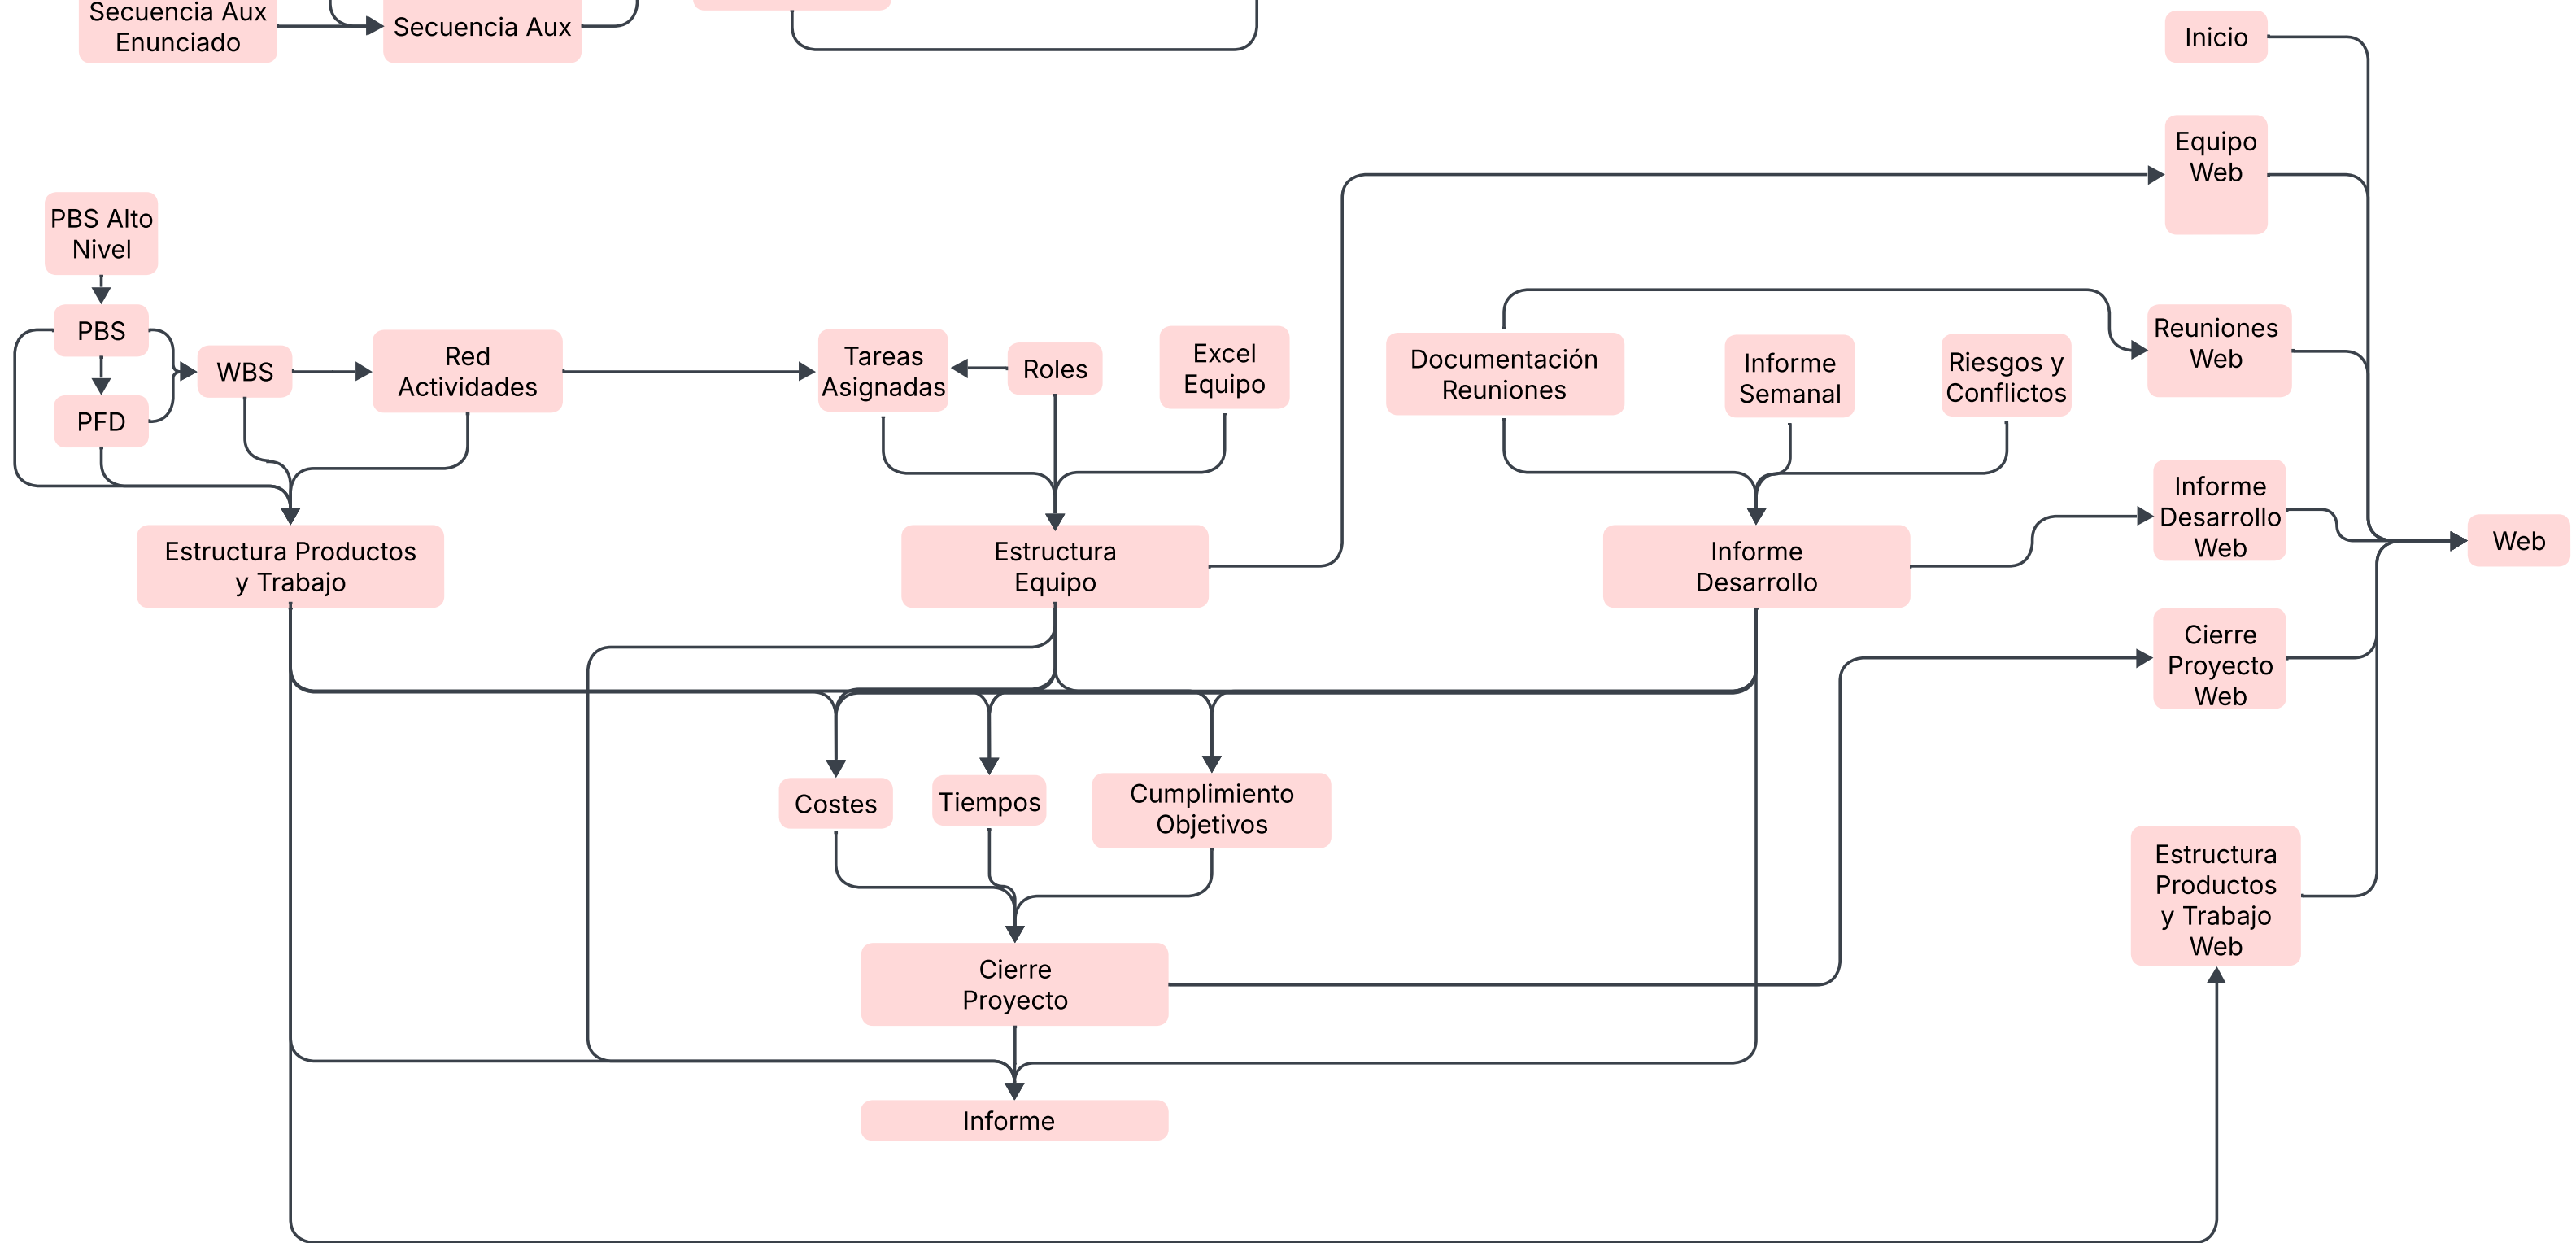 Secuencia Aux
Enunciado
Secuencia Aux
Inicio
Equipo
Web
PBS Alto
Nivel
PBS
PFD
WBS
Red
Actividades
Tareas
Asignadas
Roles
Excel
Equipo
Documentación
Reuniones
Informe
Semanal
Riesgos y
Conflictos
Reuniones
Web
Estructura Productos
y Trabajo
Estructura
Equipo
Informe
Desarrollo
Informe
Desarrollo
Web
Web
Cierre
Proyecto
Web
Costes
Tiempos
Cumplimiento
Objetivos
Estructura
Productos
y Trabajo
Web
Cierre
Proyecto
Informe